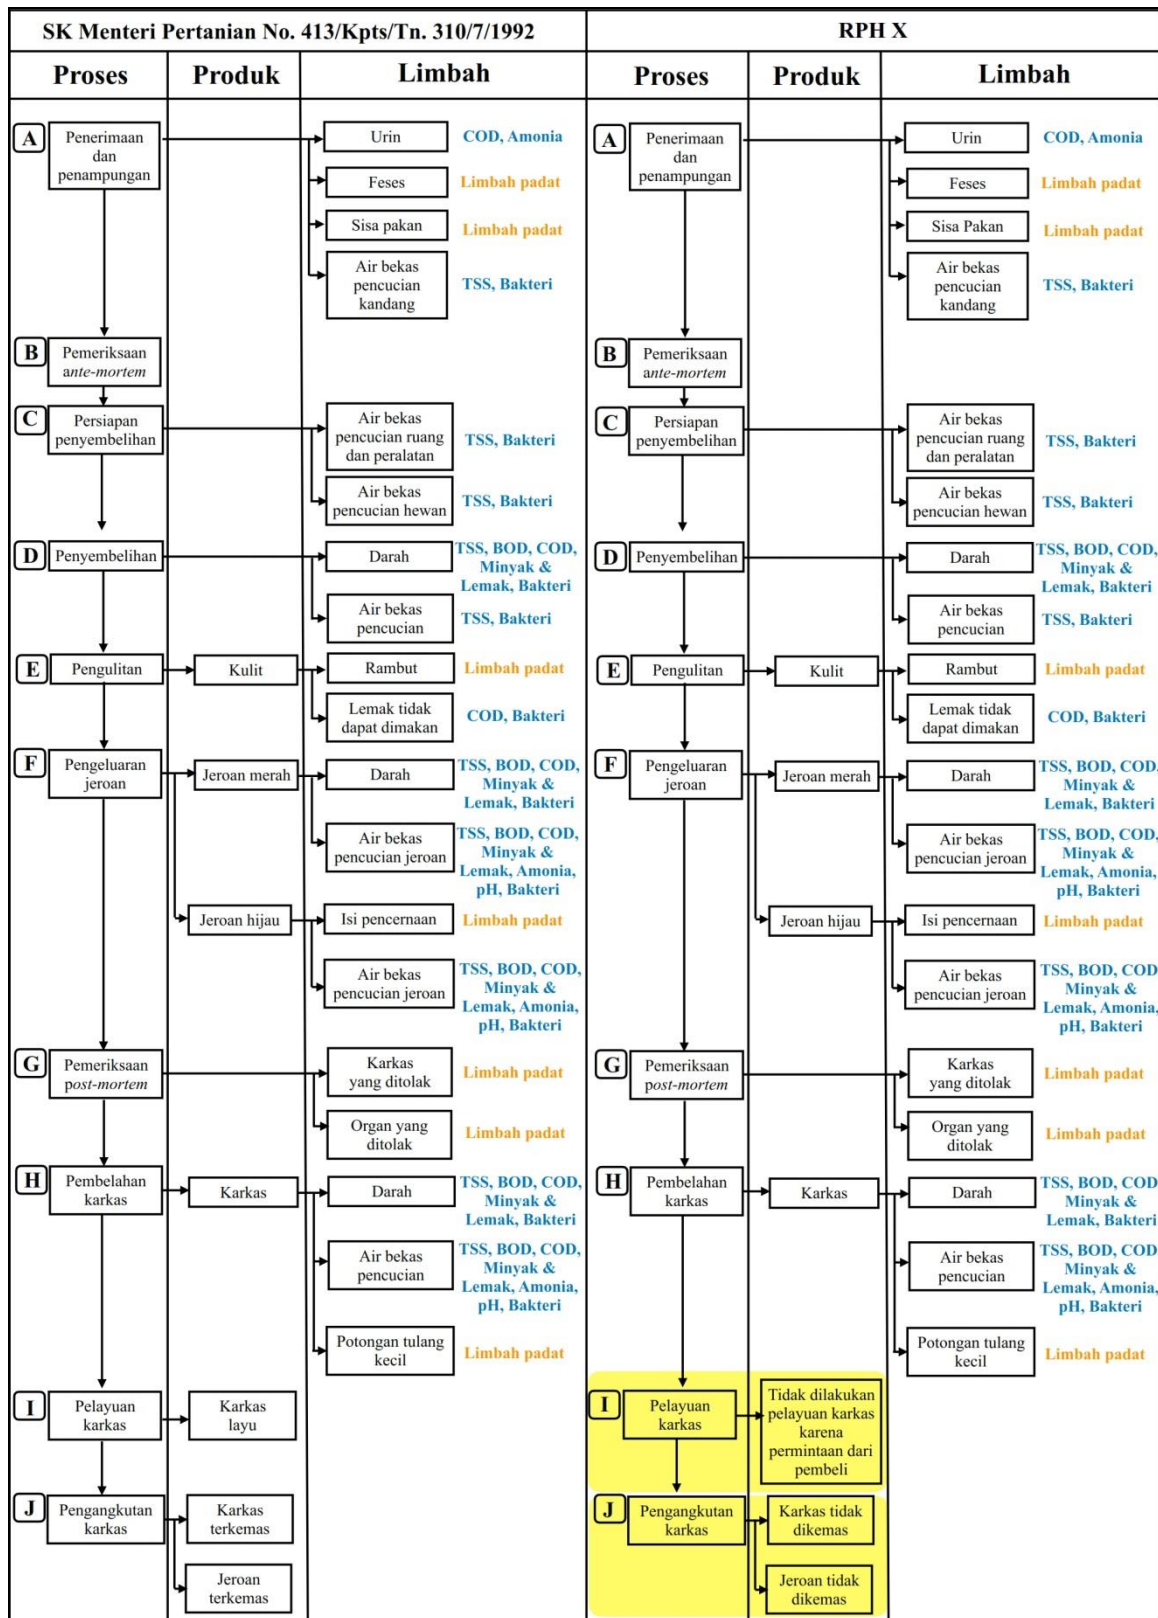 SK Menteri Pertanian No. 413/Kpts/Tn. 310/7/1992
Proses
Produk
Limbah
A
Penerimaan
dan
penampungan
Urin
COD, Amonia
Feses
Limbah padat
Sisa pakan
Limbah padat
Air bekas
pencucian
kandang
TSS, Bakteri
B
Pemeriksaan
ante-mortem
C
Persiapan
penyembelihan
Air bekas
pencucian ruang
dan peralatan
TSS, Bakteri
Air bekas
pencucian hewan
TSS, Bakteri
D
Penyembelihan
Darah
TSS, BOD, COD,
Minyak &
Lemak, Bakteri
Air bekas
pencucian
TSS, Bakteri
E
Pengulitan
Kulit
Rambut
Limbah padat
Lemak tidak
dapat dimakan
COD, Bakteri
F
Pengeluaran
jeroan
Jeroan merah
Darah
TSS, BOD, COD,
Minyak &
Lemak, Bakteri
Air bekas
pencucian jeroan
TSS, BOD, COD,
Minyak &
Lemak, Amonia,
pH, Bakteri
Jeroan hijau
Isi pencernaan
Limbah padat
Air bekas
pencucian jeroan
TSS, BOD, COD,
Minyak &
Lemak, Amonia,
pH, Bakteri
G
Pemeriksaan
post-mortem
Karkas
yang ditolak
Limbah padat
Organ yang
ditolak
Limbah padat
H
Pembelahan
karkas
Karkas
Darah
TSS, BOD, COD,
Minyak &
Lemak, Bakteri
Air bekas
pencucian
TSS, BOD, COD,
Minyak &
Lemak, Amonia,
pH, Bakteri
Potongan tulang
kecil
Limbah padat
I
Pelayuan
karkas
Karkas
layu
J
Pengangkutan
karkas
Karkas
terkemas
Jeroan
terkemas
RPH X
Proses
Produk
Limbah
A
Penerimaan
dan
penampungan
Urin
COD, Amonia
Feses
Limbah padat
Sisa Pakan
Limbah padat
Air bekas
pencucian
kandang
TSS, Bakteri
B
Pemeriksaan
ante-mortem
C
Persiapan
penyembelihan
Air bekas
pencucian ruang
dan peralatan
TSS, Bakteri
Air bekas
pencucian hewan
TSS, Bakteri
D
Penyembelihan
Darah
TSS, BOD, COD,
Minyak &
Lemak, Bakteri
Air bekas
pencucian
TSS, Bakteri
E
Pengulitan
Kulit
Rambut
Limbah padat
Lemak tidak
dapat dimakan
COD, Bakteri
F
Pengeluaran
jeroan
Jeroan merah
Darah
TSS, BOD, COD,
Minyak &
Lemak, Bakteri
Air bekas
pencucian jeroan
TSS, BOD, COD,
Minyak &
Lemak, Amonia,
pH, Bakteri
Jeroan hijau
Isi pencernaan
Limbah padat
Air bekas
pencucian jeroan
TSS, BOD, COD,
Minyak &
Lemak, Amonia,
pH, Bakteri
G
Pemeriksaan
post-mortem
Karkas
yang ditolak
Limbah padat
Organ yang
ditolak
Limbah padat
H
Pembelahan
karkas
Karkas
Darah
TSS, BOD, COD,
Minyak &
Lemak, Bakteri
Air bekas
pencucian
TSS, BOD, COD,
Minyak &
Lemak, Amonia,
pH, Bakteri
Potongan tulang
kecil
Limbah padat
I
Pelayuan
karkas
Tidak dilakukan
pelayuan karkas
karena
permintaan dari
pembeli
J
Pengangkutan
karkas
Karkas tidak
dikemas
Jeroan tidak
dikemas